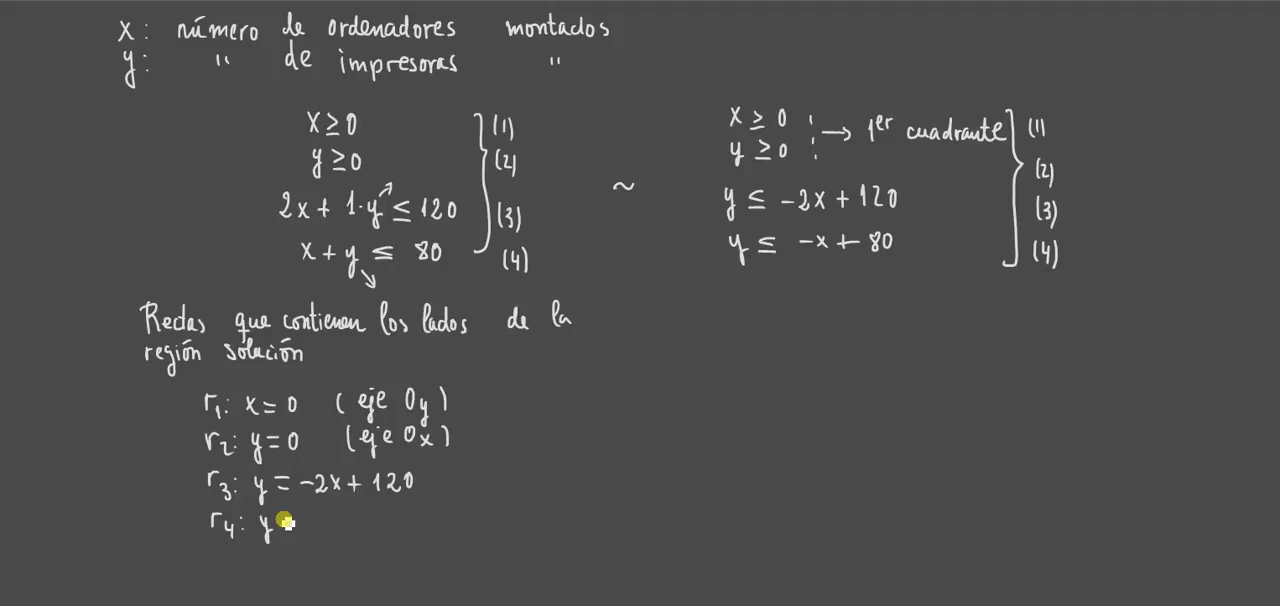 x: número de ordenadores montados
y: " de impresoras "
x ≥ 0 (1)
y ≥ 0 (2)
2x + 1·y ≤ 120 (3)
x + y ≤ 80 (4)
~
x ≥ 0 (1)
y ≥ 0 → 1er cuadrante (2)
y ≤ -2x + 120 (3)
y ≤ -x + 80 (4)
Rectas que contienen los lados de la
región solución
r1: x = 0 (eje Oy)
r2: y = 0 (eje Ox)
r3: y = -2x + 120
r4: y